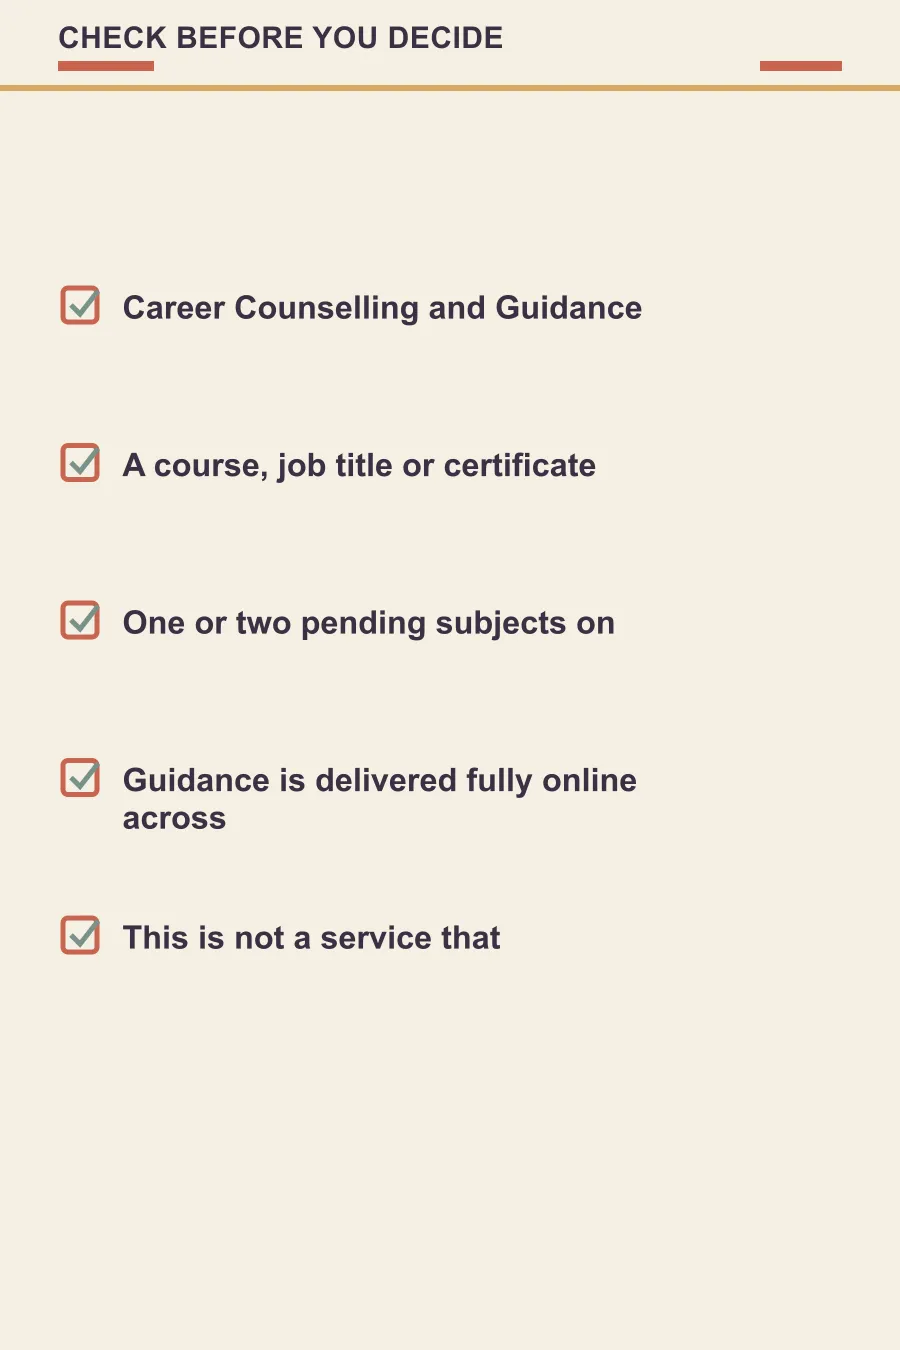 CHECK BEFORE YOU DECIDE
Career Counselling and Guidance
A course, job title or certificate
One or two pending subjects on
Guidance is delivered fully online
across
This is not a service that